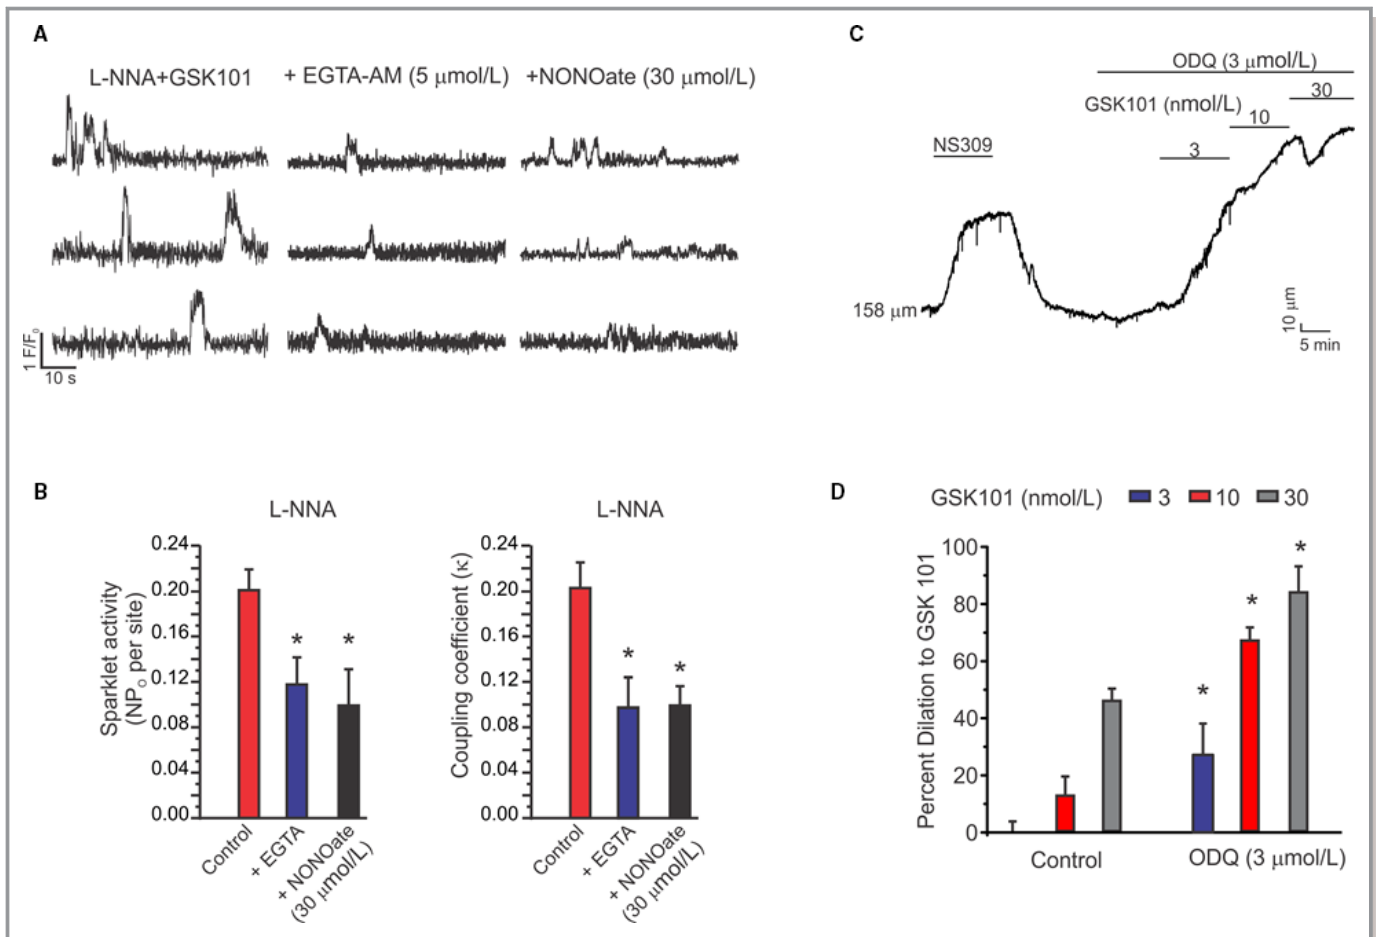 A
L-NNA+GSK101
+ EGTA-AM (5 μmol/L)
+NONOate (30 μmol/L)
1 F/F₀
10 s
C
ODQ (3 μmol/L)
30
GSK101 (nmol/L)
10
NS309
3
158 μm
10 μm
5 min
B
L-NNA
Sparklet activity
(NPₒ per site)
0.24
0.20
0.16
0.12
0.08
0.04
0.00
*
*
Control
+ EGTA
+ NONOate
(30 μmol/L)
L-NNA
Coupling coefficient (κ)
0.24
0.20
0.16
0.12
0.08
0.04
0.00
*
*
Control
+ EGTA
+ NONOate
(30 μmol/L)
D
GSK101 (nmol/L) 3 10 30
Percent Dilation to GSK 101
100
80
60
40
20
0
*
*
*
Control
ODQ (3 μmol/L)